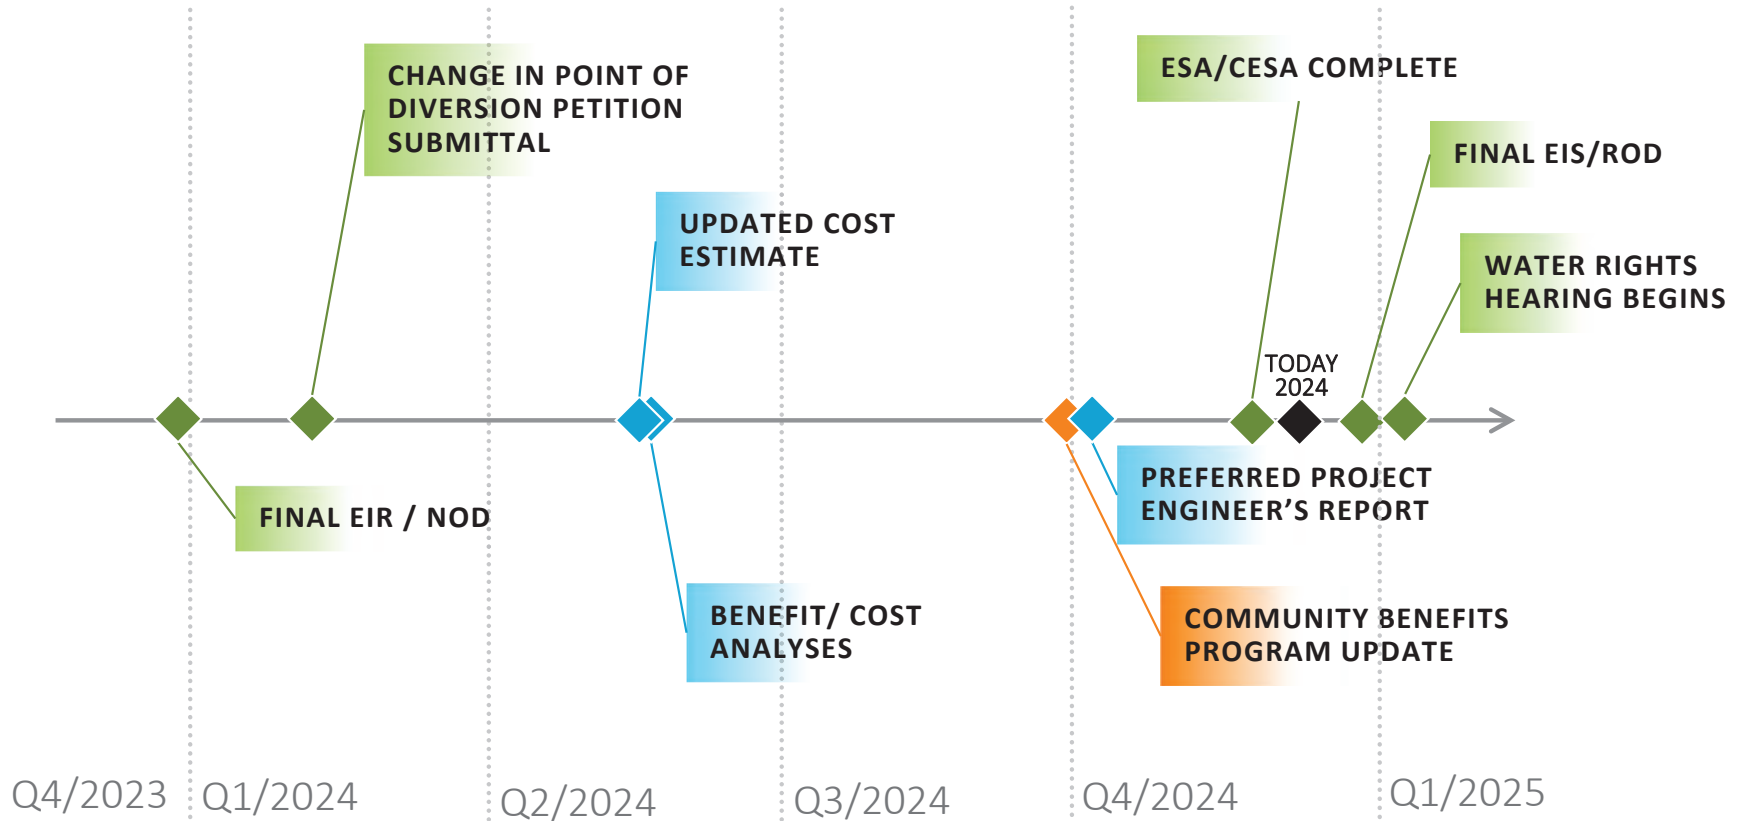 CHANGE IN POINT OF
DIVERSION PETITION
SUBMITTAL
ESA/CESA COMPLETE
FINAL EIS/ROD
UPDATED COST
ESTIMATE
WATER RIGHTS
HEARING BEGINS
TODAY
2024
FINAL EIR / NOD
PREFERRED PROJECT
ENGINEER’S REPORT
BENEFIT/ COST
ANALYSES
COMMUNITY BENEFITS
PROGRAM UPDATE
Q4/2023
Q1/2024
Q2/2024
Q3/2024
Q4/2024
Q1/2025